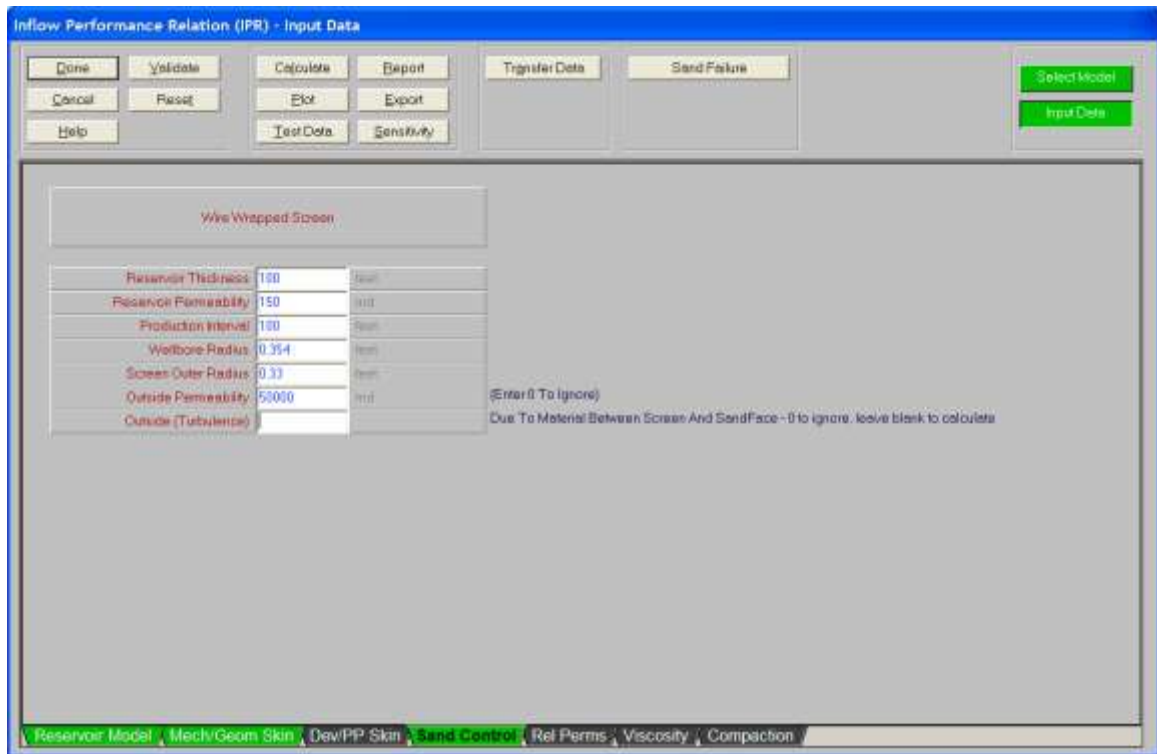 Inflow Performance Relation (IPR) - Input Data
Done Validate Calculate Report Transfer Data Sand Failure Select Model
Cancel Reset Plot Export Input Data
Help Test Data Sensitivity
Wire Wrapped Screen
Reservoir Thickness 100 feet
Reservoir Permeability 150 md
Production Interval 100 feet
Wellbore Radius 0.354 feet
Screen Outer Radius 0.33 feet
Outside Permeability 50000 md (Enter 0 To Ignore)
Outside (Turbulence) Due To Material Between Screen And SandFace - 0 to ignore, leave blank to calculate
Reservoir Model Mech/Geom Skin Dev/PP Skin Sand Control Rel Perms Viscosity Compaction